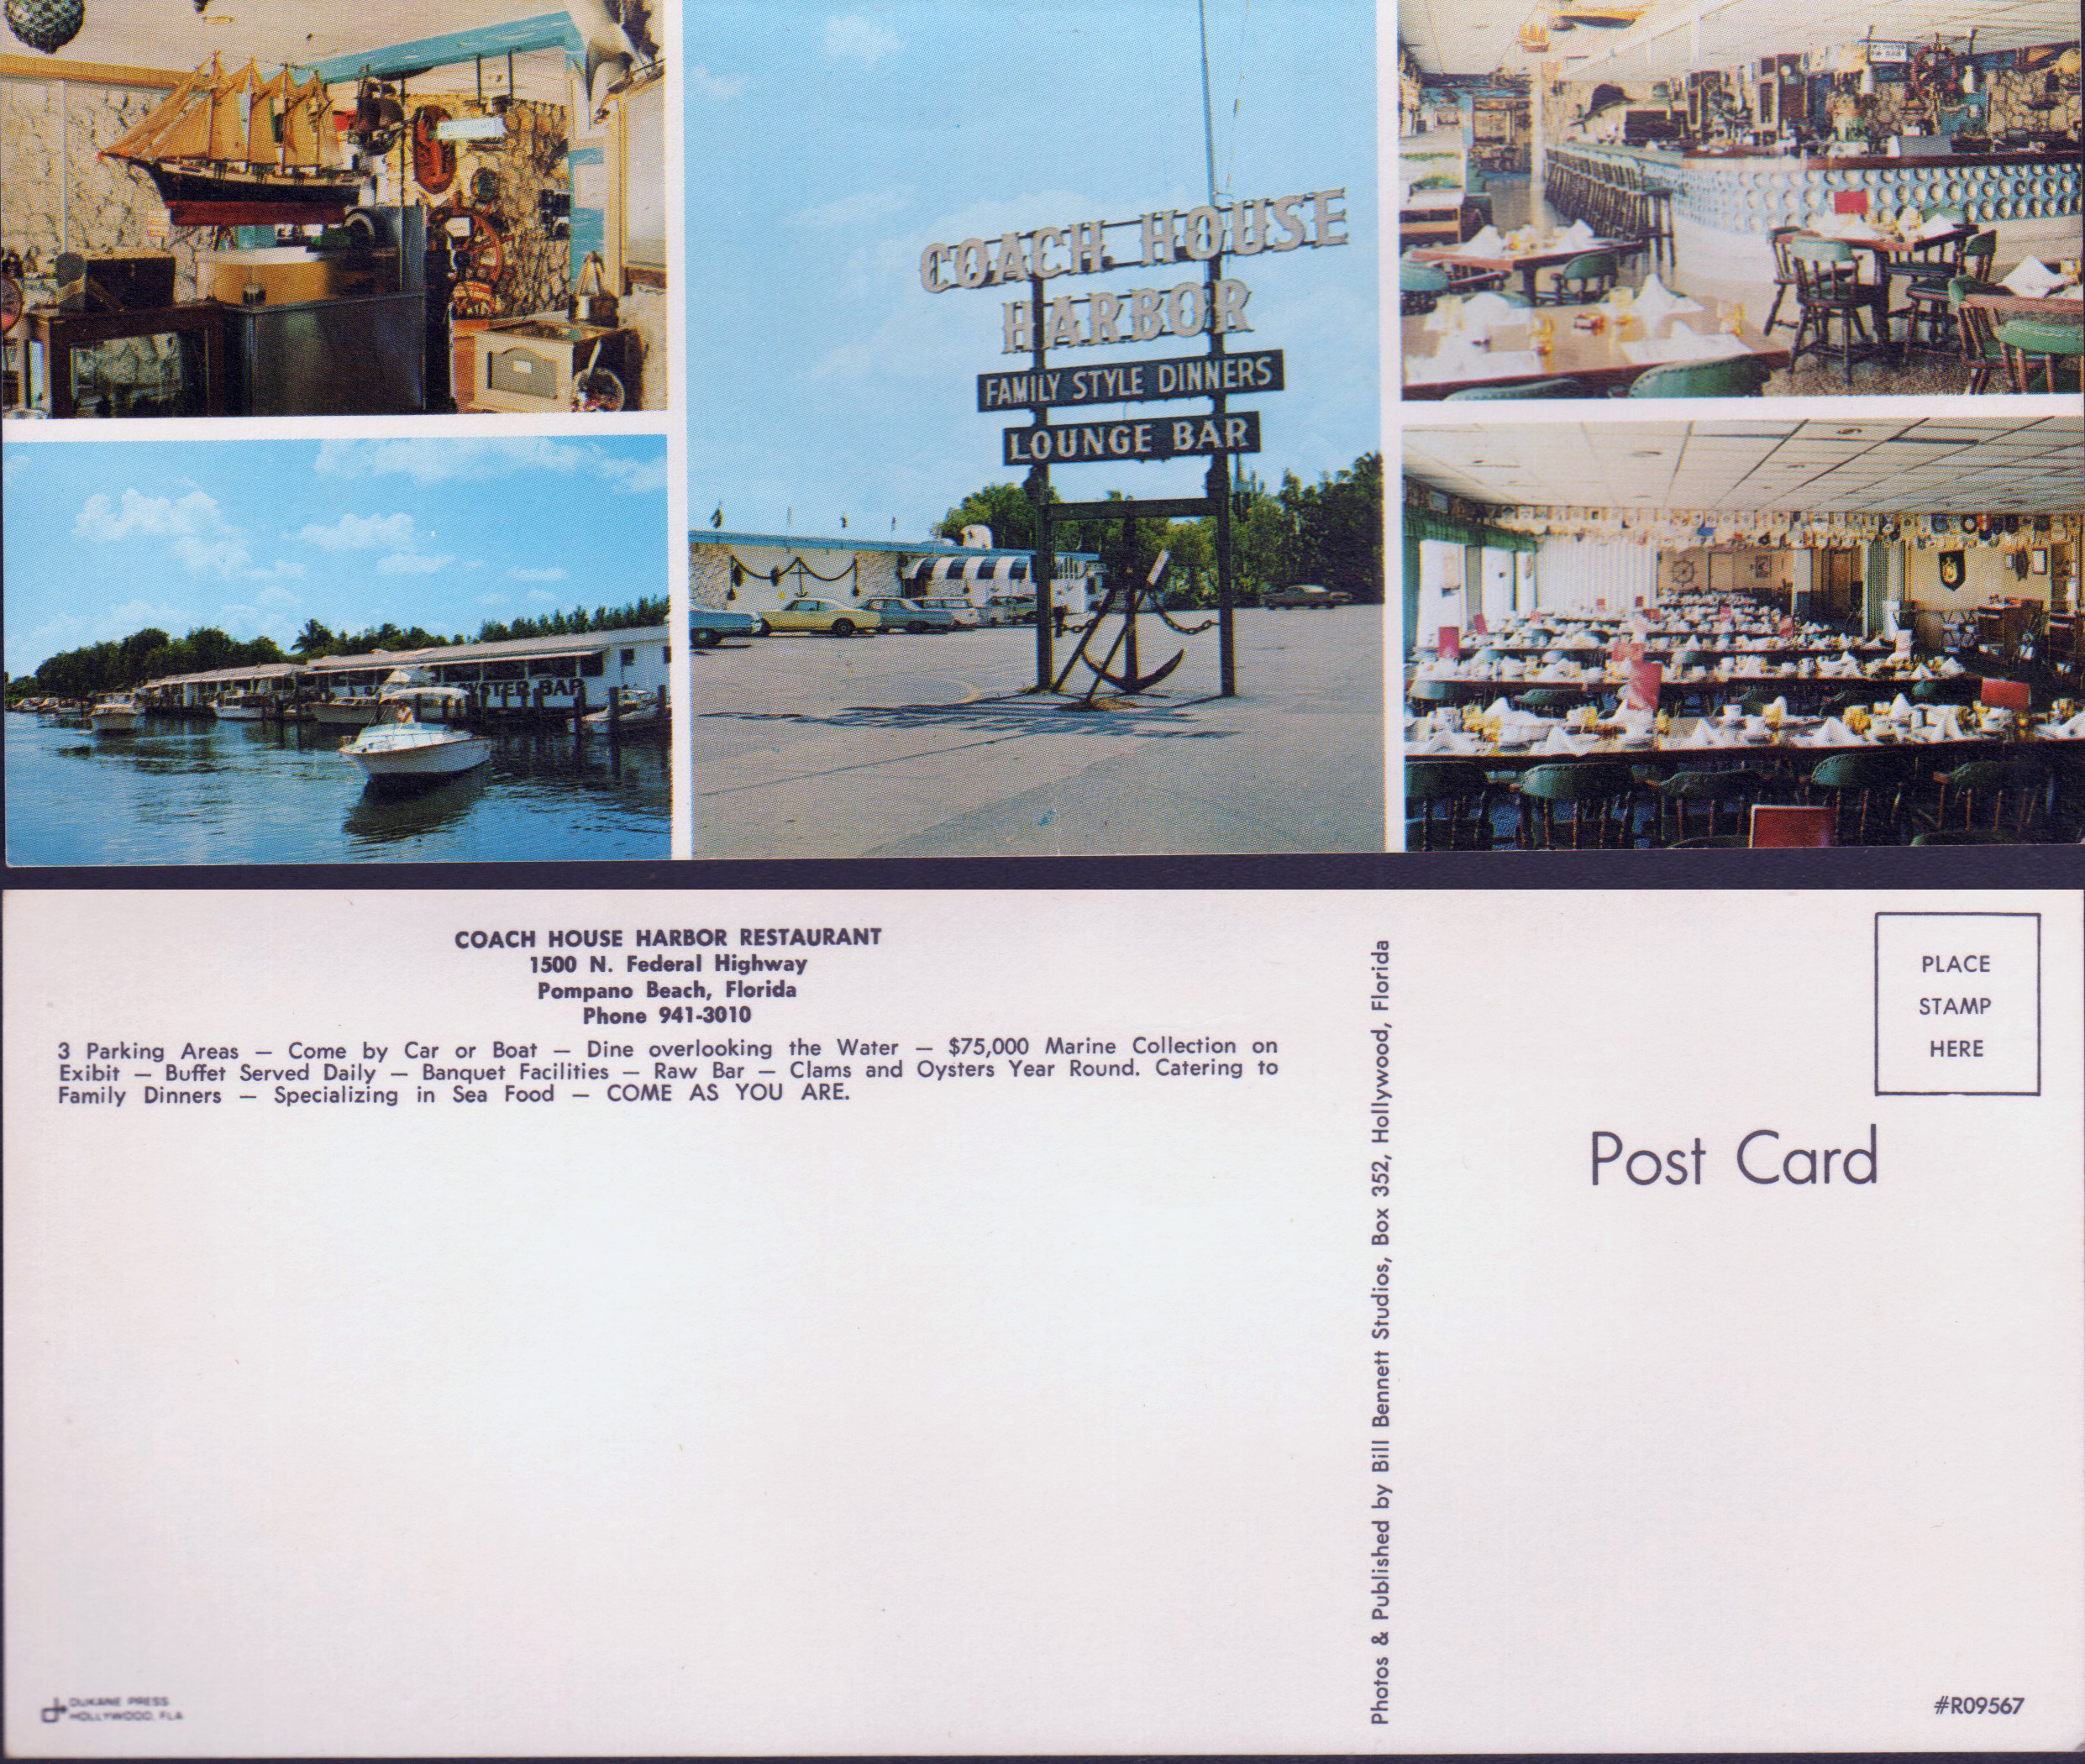 COACH HOUSE
HARBOR
FAMILY STYLE DINNERS
LOUNGE BAR
OYSTER BAR
COACH HOUSE HARBOR RESTAURANT
1500 N. Federal Highway
Pompano Beach, Florida
Phone 941-3010
3 Parking Areas — Come by Car or Boat — Dine overlooking the Water — $75,000 Marine Collection on
Exibit — Buffet Served Daily — Banquet Facilities — Raw Bar — Clams and Oysters Year Round. Catering to
Family Dinners — Specializing in Sea Food — COME AS YOU ARE.
Photos & Published by Bill Bennett Studios, Box 352, Hollywood, Florida
PLACE
STAMP
HERE
Post Card
DUKANE PRESS
HOLLYWOOD, FLA
#R09567